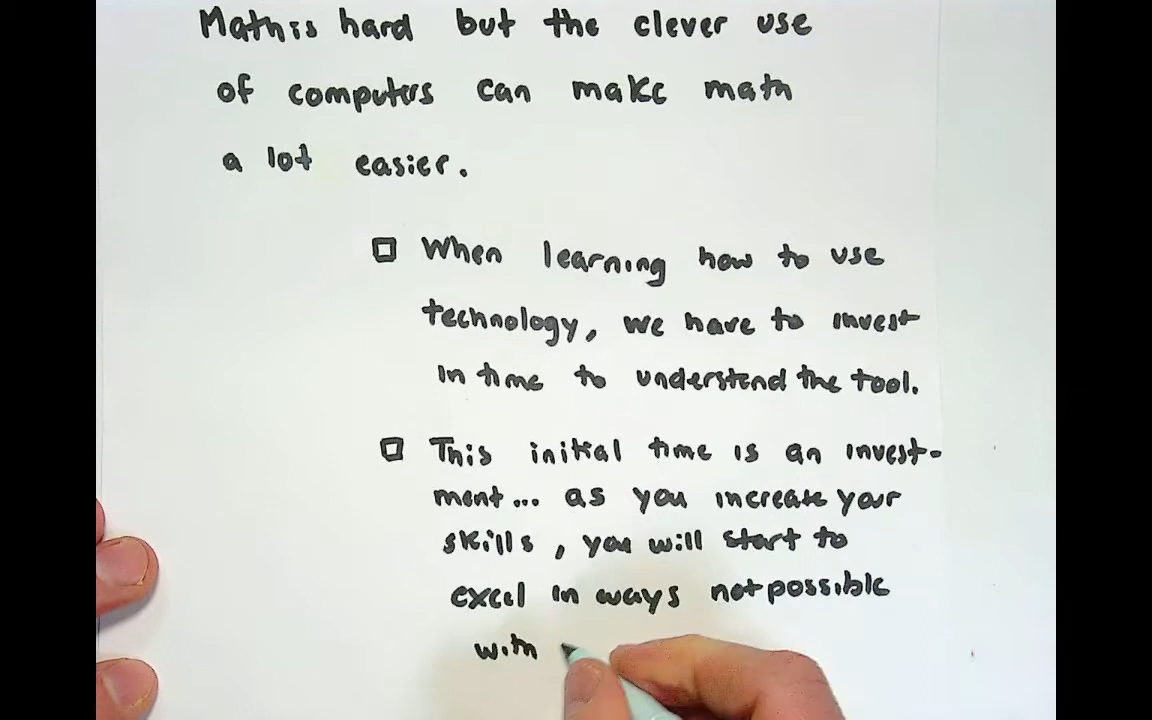 Math is hard but the clever use
of computers can make math
a lot easier.
When learning how to use
technology, we have to invest
in time to understand the tool.
This initial time is an invest-
ment... as you increase your
skills, you will start to
excel in ways not possible
with